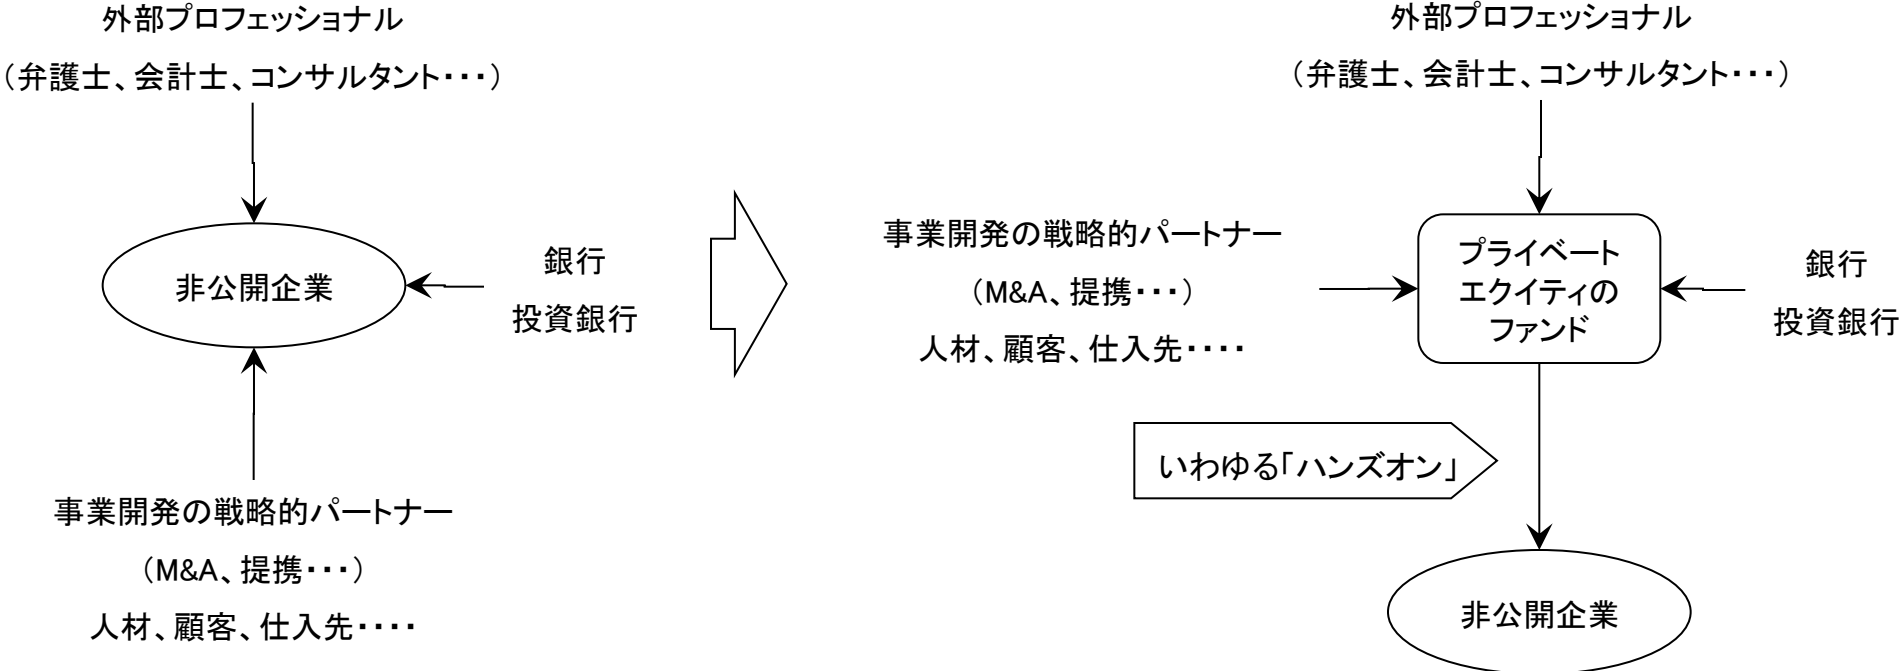 外部プロフェッショナル
（弁護士、会計士、コンサルタント・・・）
非公開企業
銀行
投資銀行
事業開発の戦略的パートナー
（M&A、提携・・・）
人材、顧客、仕入先・・・・
外部プロフェッショナル
（弁護士、会計士、コンサルタント・・・）
事業開発の戦略的パートナー
（M&A、提携・・・）
人材、顧客、仕入先・・・・
プライベート
エクイティの
ファンド
銀行
投資銀行
いわゆる「ハンズオン」
非公開企業